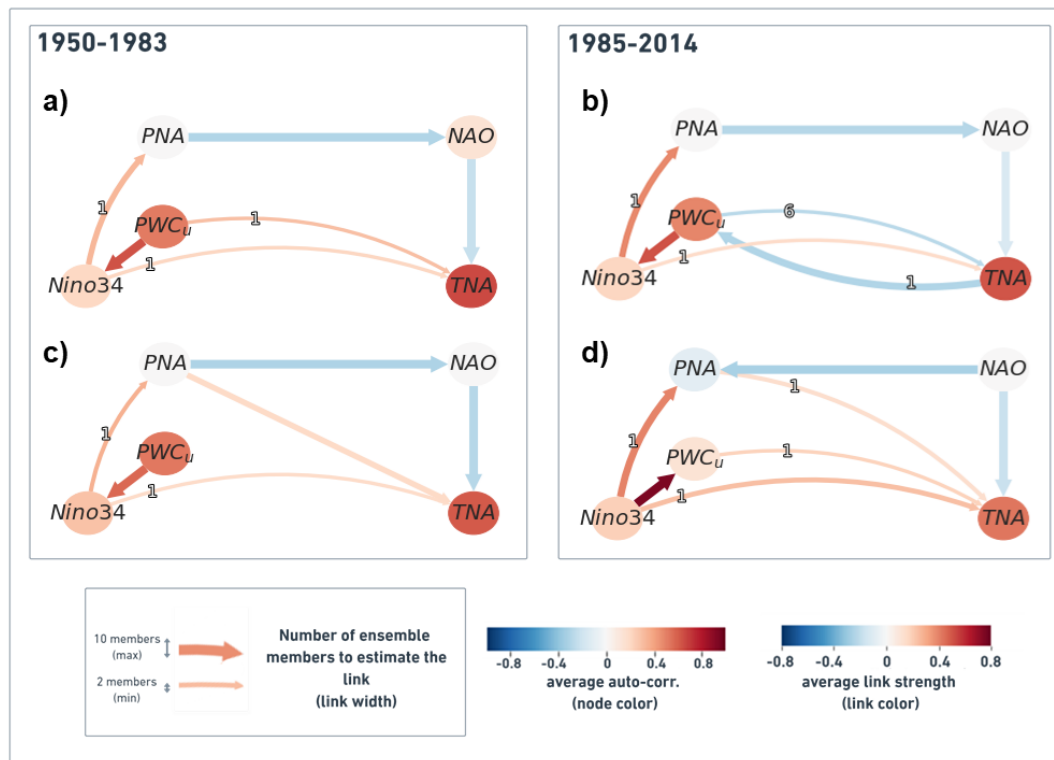 1950-1983
a)
PNA
NAO
1
PWCu
1
1
Nino34
TNA
c)
PNA
NAO
1
PWCu
1
Nino34
TNA
1985-2014
b)
PNA
NAO
1
PWCu
6
1
1
Nino34
TNA
d)
PNA
NAO
1
1
PWCu
1
1
Nino34
TNA
10 members
(max)
2 members
(min)
Number of ensemble
members to estimate the
link
(link width)
-0.8 -0.4 0 0.4 0.8
average auto-corr.
(node color)
-0.8 -0.4 0 0.4 0.8
average link strength
(link color)